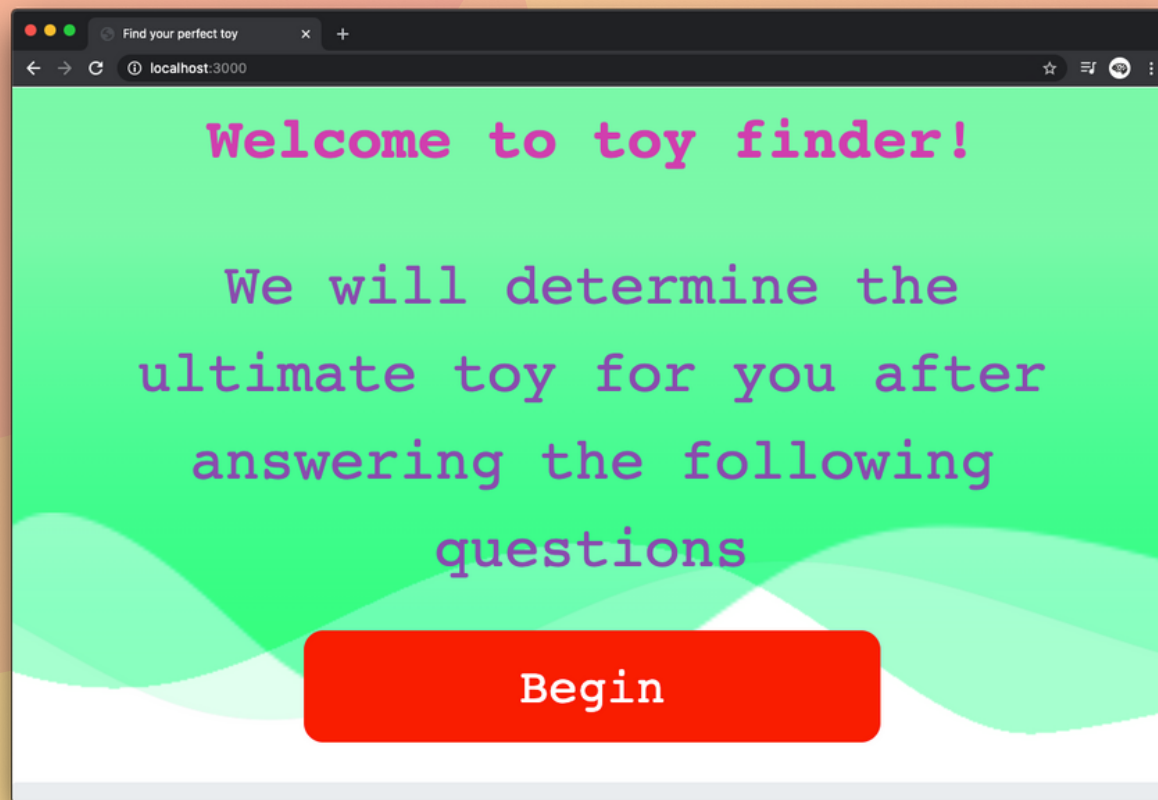 Find your perfect toy
localhost:3000
Welcome to toy finder!
We will determine the
ultimate toy for you after
answering the following
questions
Begin